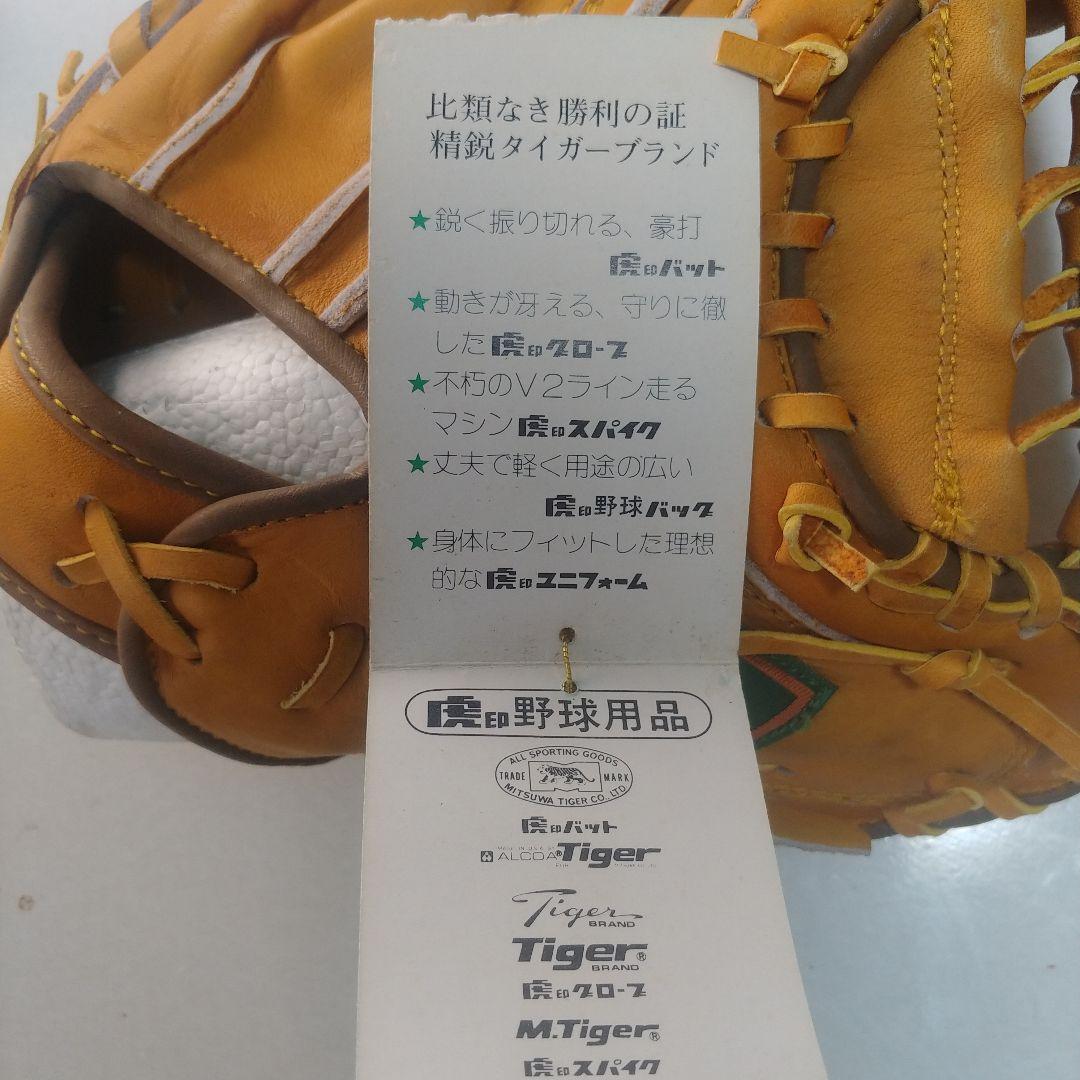 比類なき勝利の証
精鋭タイガーブランド
★鋭く振り切れる、豪打
虎印バット
★動きが冴える、守りに徹
した虎印グローブ
★不朽のV2ライン走る
マシン虎印スパイク
★丈夫で軽く用途の広い
虎印野球バッグ
★身体にフィットした理想
的な虎印ユニフォーム
虎印野球用品
ALL SPORTING GOODS
TRADE MARK
MITSUWA TIGER CO., LTD.
虎印バット
MADE IN U.S.A. BY
ALCOA® Tiger
FOR
Tiger
BRAND
Tiger®
BRAND
虎印グローブ
M.Tiger®
虎印スパイク